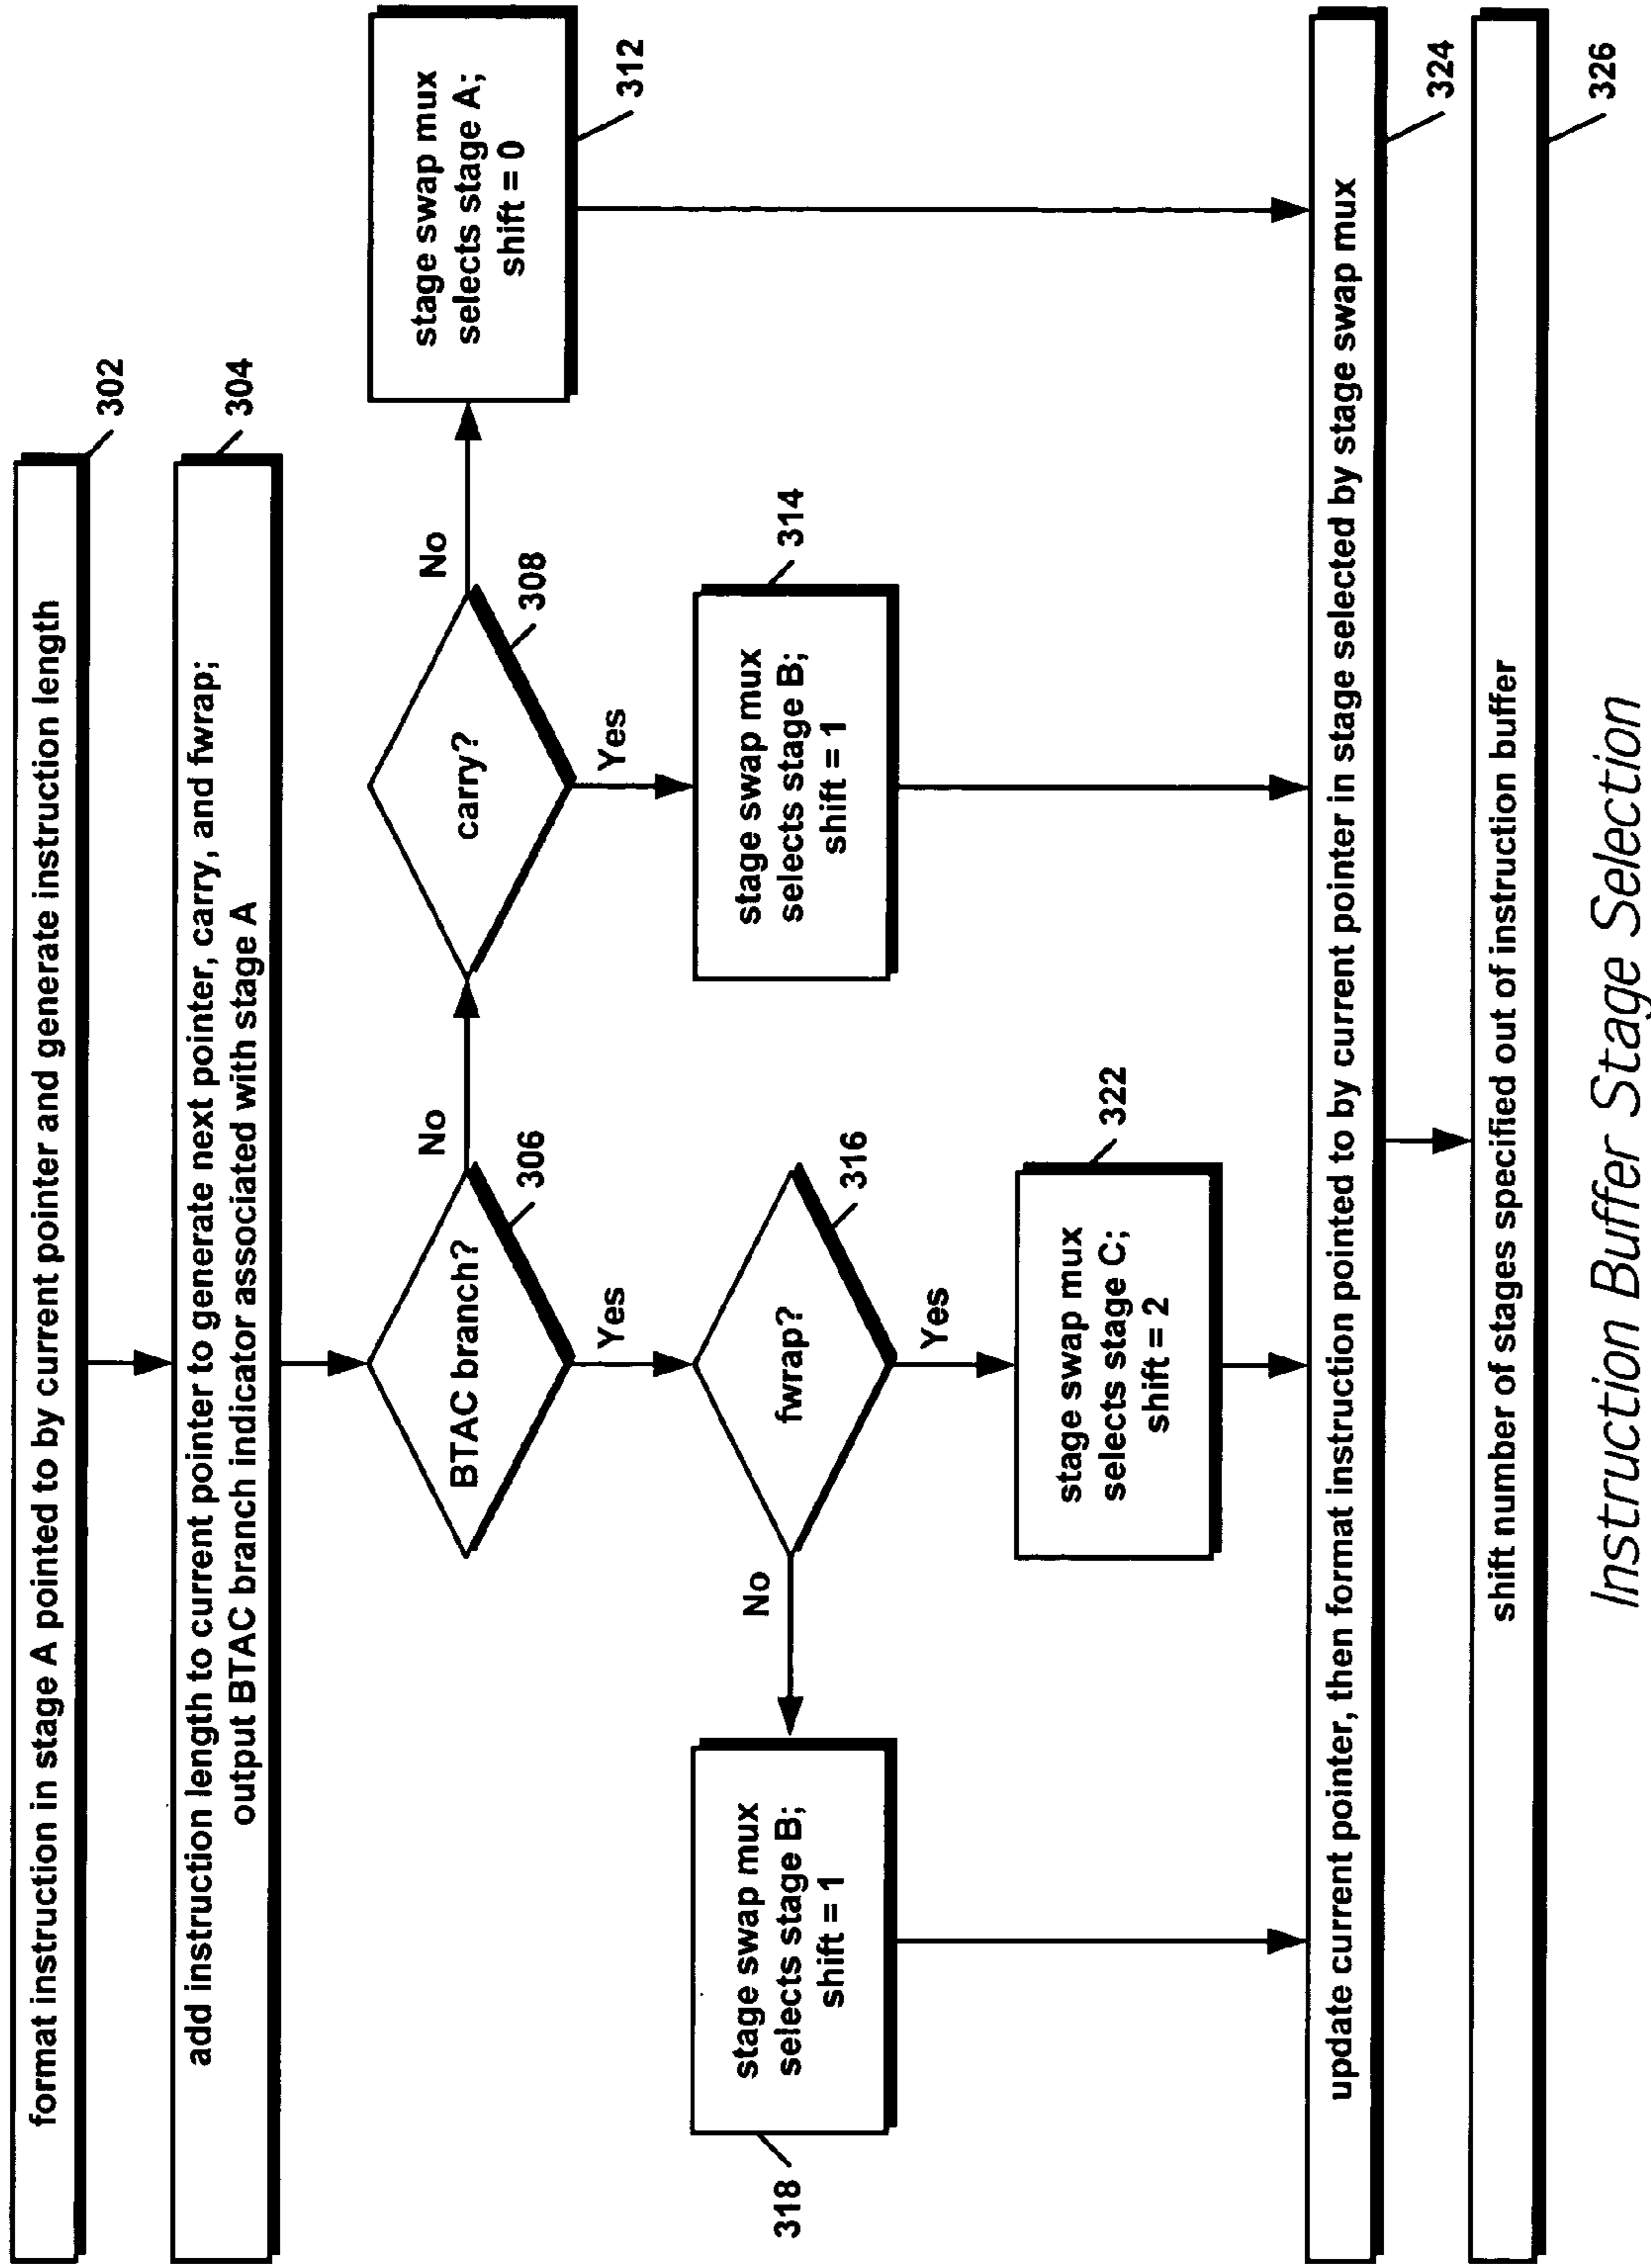 format instruction in stage A pointed to by current pointer and generate instruction length
302
add instruction length to current pointer to generate next pointer, carry, and fwrap;
output BTAC branch indicator associated with stage A
304
BTAC branch?
306
No
Yes
carry?
308
No
Yes
stage swap mux
selects stage A;
shift = 0
312
fwrap?
316
No
Yes
stage swap mux
selects stage B;
shift = 1
314
stage swap mux
selects stage B;
shift = 1
318
stage swap mux
selects stage C;
shift = 2
322
update current pointer, then format instruction pointed to by current pointer in stage selected by stage swap mux
324
shift number of stages specified out of instruction buffer
326
Instruction Buffer Stage Selection